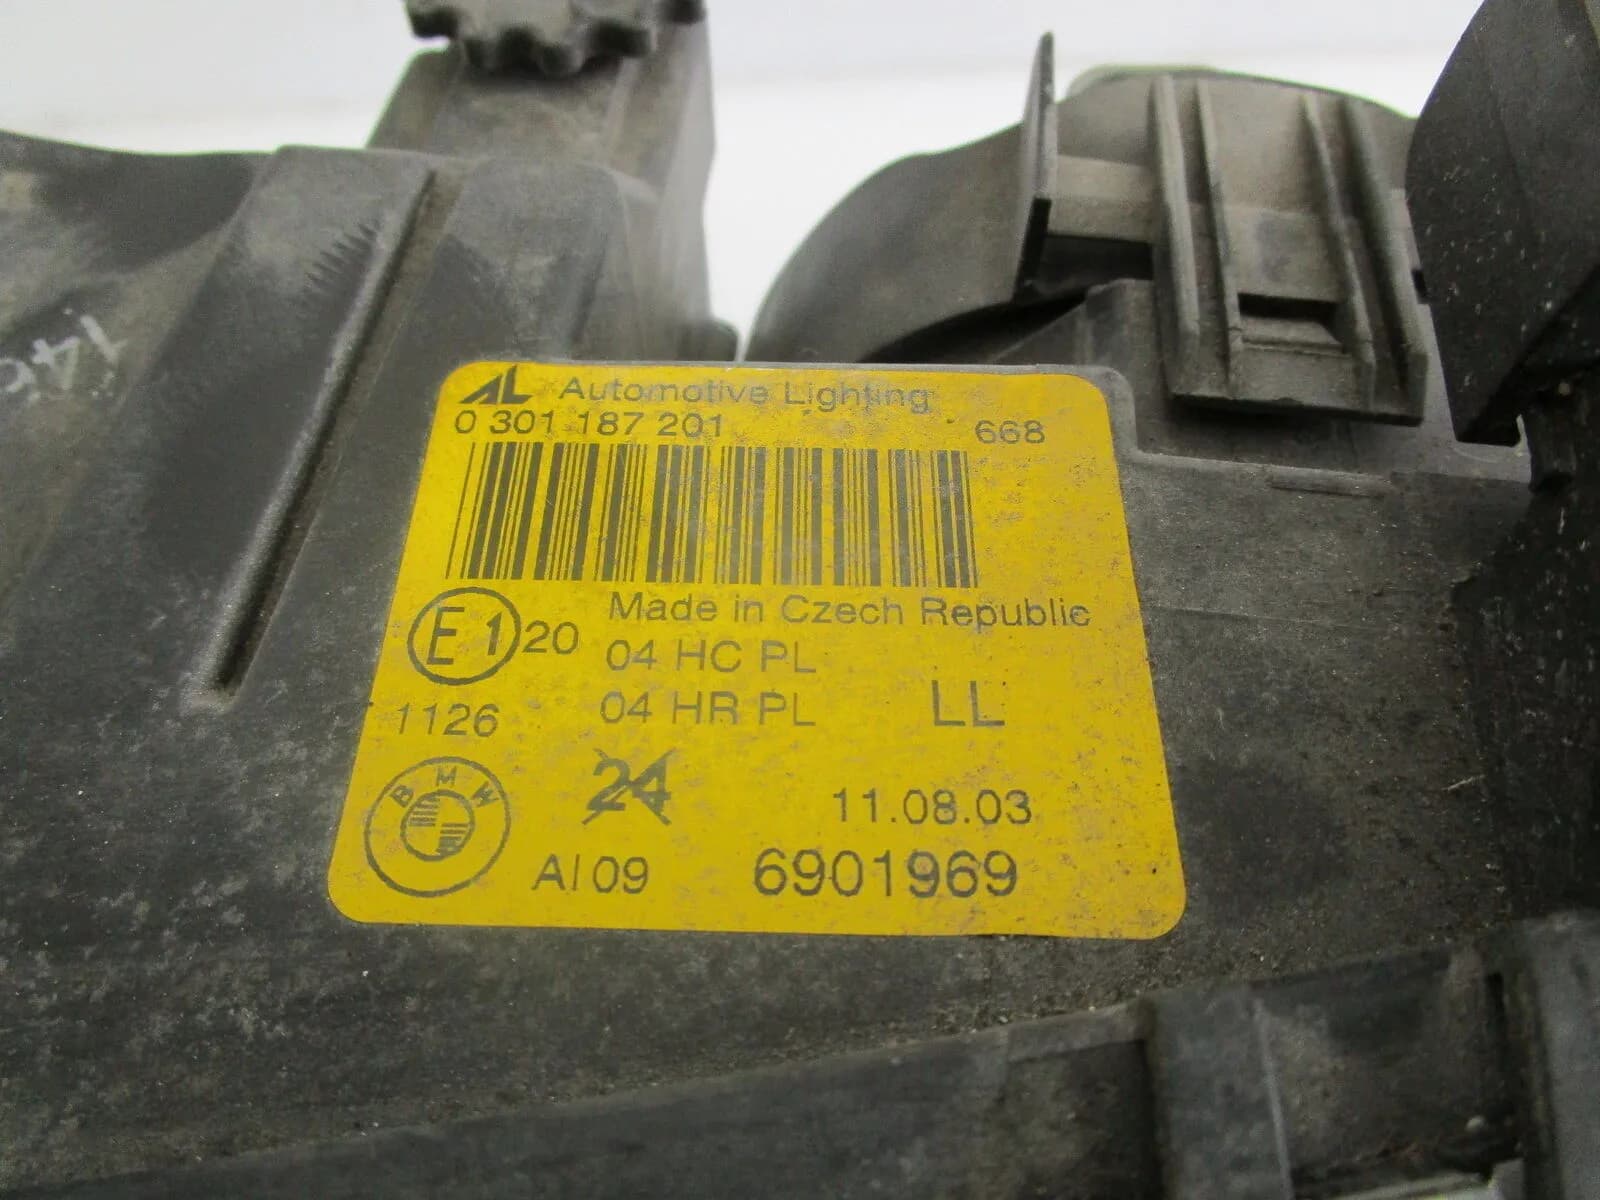 AL Automotive Lighting
0 301 187 201 668
Made in Czech Republic
E1 20 04 HC PL
04 HR PL LL
1126
24
11.08.03
BMW
AI 09 6901969